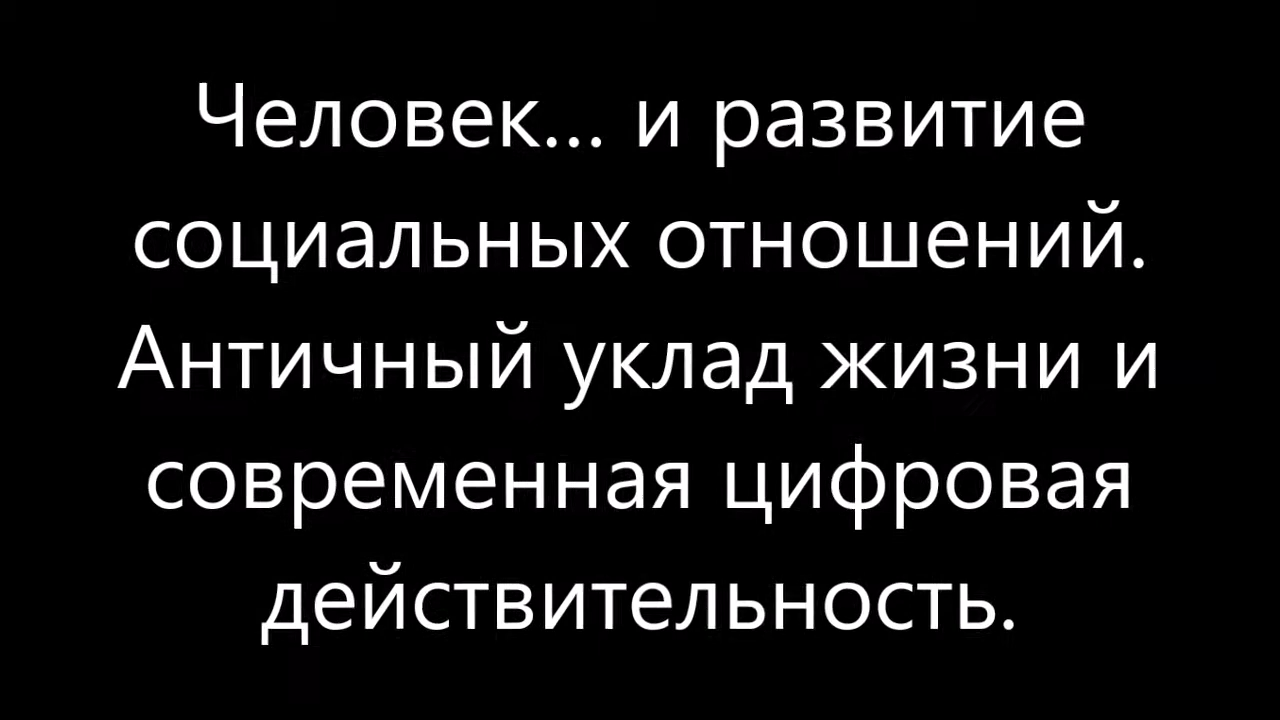 Человек... и развитие
социальных отношений.
Античный уклад жизни и
современная цифровая
действительность.